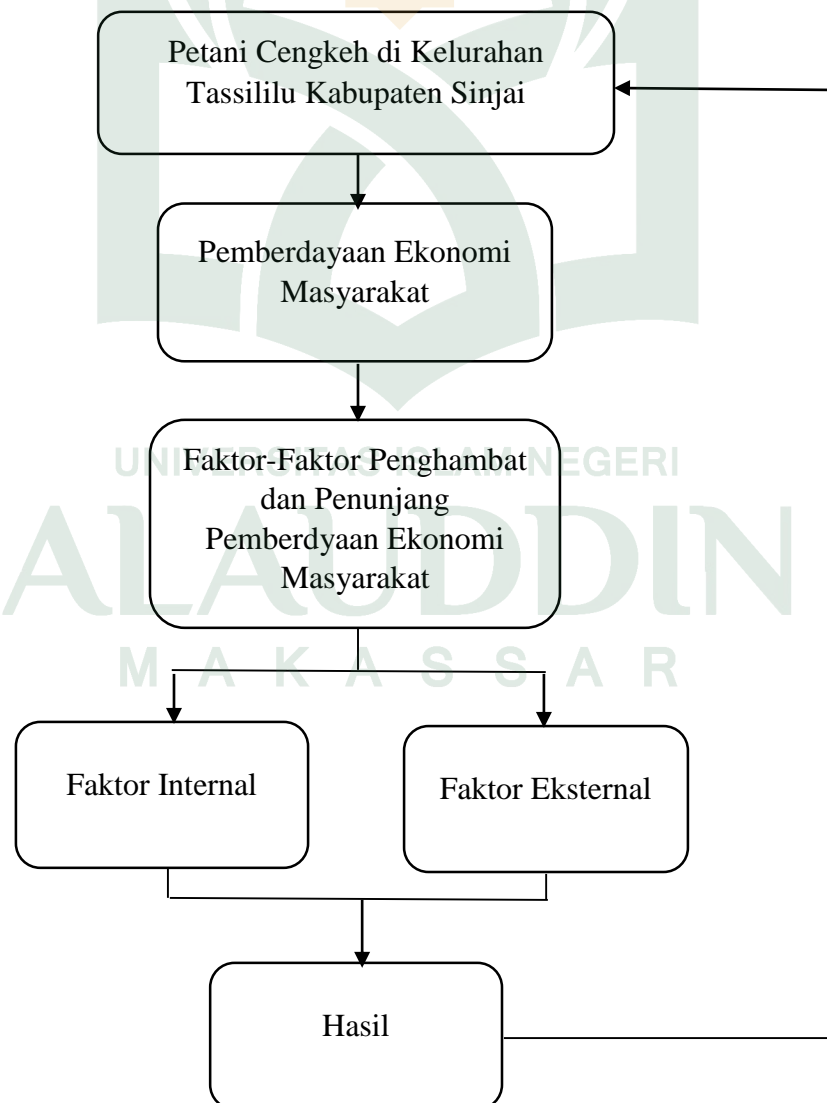 Petani Cengkeh di Kelurahan
Tassililu Kabupaten Sinjai
Pemberdayaan Ekonomi
Masyarakat
UNIVERSITAS ISLAM NEGERI
Faktor-Faktor Penghambat
dan Penunjang
Pemberdyaan Ekonomi
Masyarakat
ALAUDDIN
MAKASSAR
Faktor Internal
Faktor Eksternal
Hasil